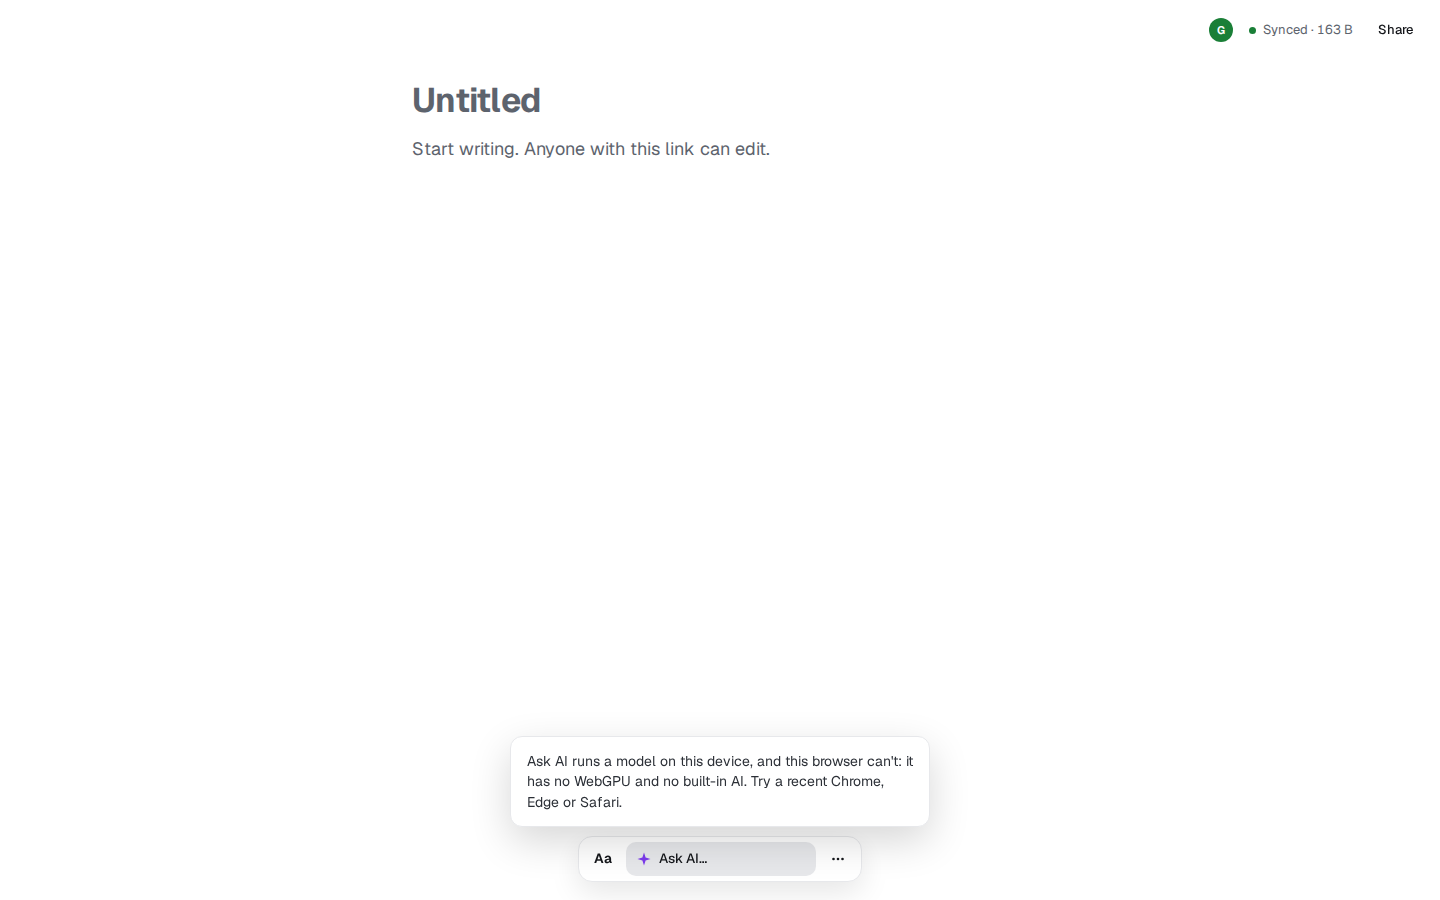 G
Synced · 163 B
Share
Untitled
Start writing. Anyone with this link can edit.
Ask AI runs a model on this device, and this browser can't: it
has no WebGPU and no built-in AI. Try a recent Chrome,
Edge or Safari.
Aa
Ask AI...